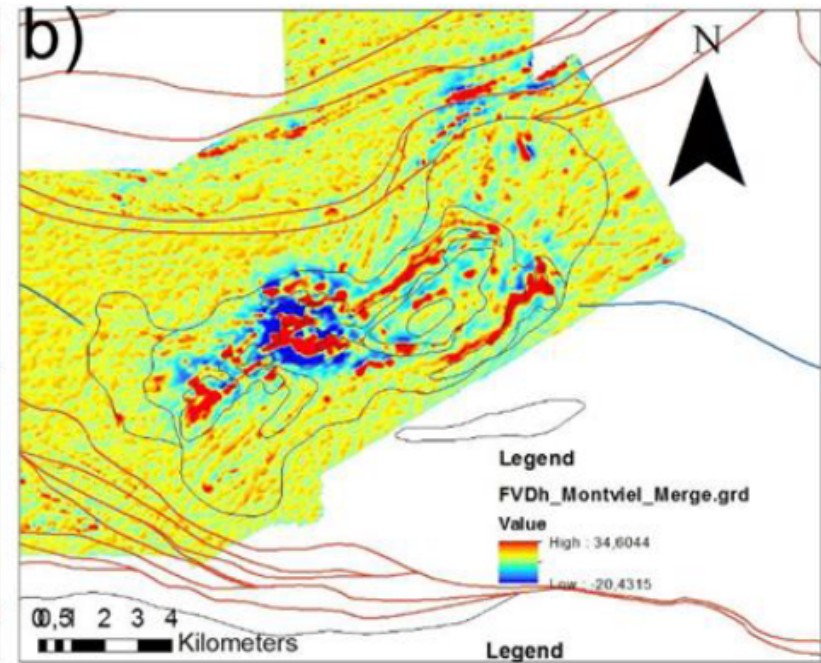 b)
N
Legend
FVDh_Montviel_Merge.grd
Value
High : 34,6044
Low : -20,4315
0 0,5 1 2 3 4
Kilometers
Legend